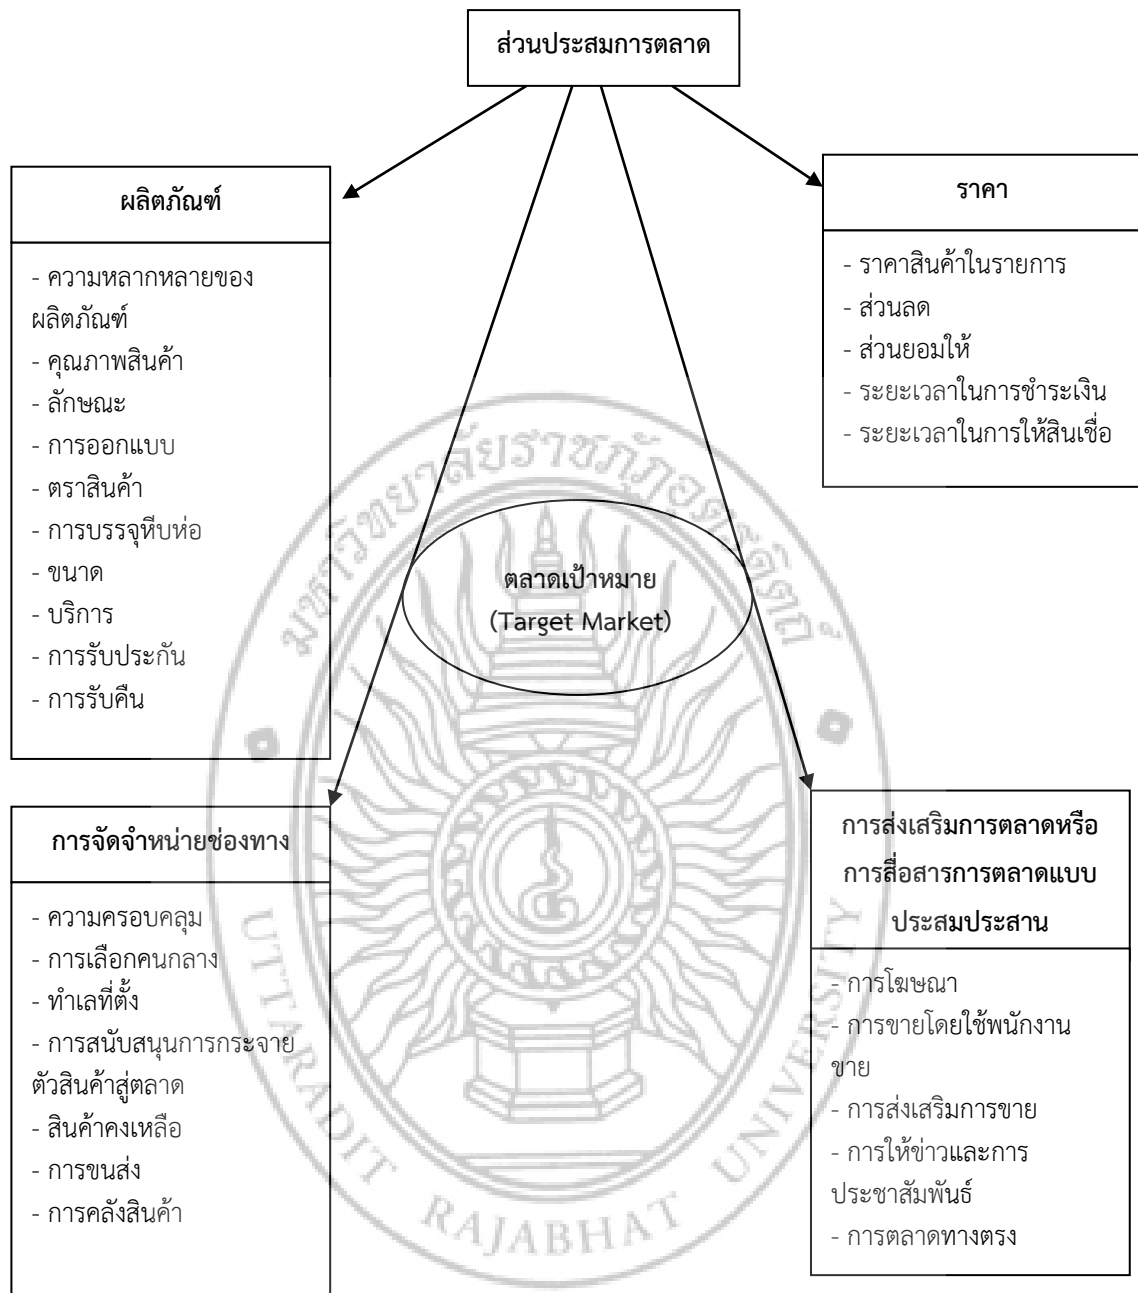 ส่วนประสมการตลาด
ผลิตภัณฑ์
- ความหลากหลายของ
ผลิตภัณฑ์
- คุณภาพสินค้า
- ลักษณะ
- การออกแบบ
- ตราสินค้า
- การบรรจุหีบห่อ
- ขนาด
- บริการ
- การรับประกัน
- การรับคืน
ราคา
- ราคาสินค้าในรายการ
- ส่วนลด
- ส่วนยอมให้
- ระยะเวลาในการชำระเงิน
- ระยะเวลาในการให้สินเชื่อ
ตลาดเป้าหมาย
(Target Market)
การจัดจำหน่ายช่องทาง
- ความครอบคลุม
- การเลือกคนกลาง
- ทำเลที่ตั้ง
- การสนับสนุนการกระจาย
ตัวสินค้าสู่ตลาด
- สินค้าคงเหลือ
- การขนส่ง
- การคลังสินค้า
การส่งเสริมการตลาดหรือ
การสื่อสารการตลาดแบบ
ประสมประสาน
- การโฆษณา
- การขายโดยใช้พนักงาน
ขาย
- การส่งเสริมการขาย
- การให้ข่าวและการ
ประชาสัมพันธ์
- การตลาดทางตรง
มหาวิทยาลัยราชภัฏอุตรดิตถ์
UTTARADIT RAJABHAT UNIVERSITY